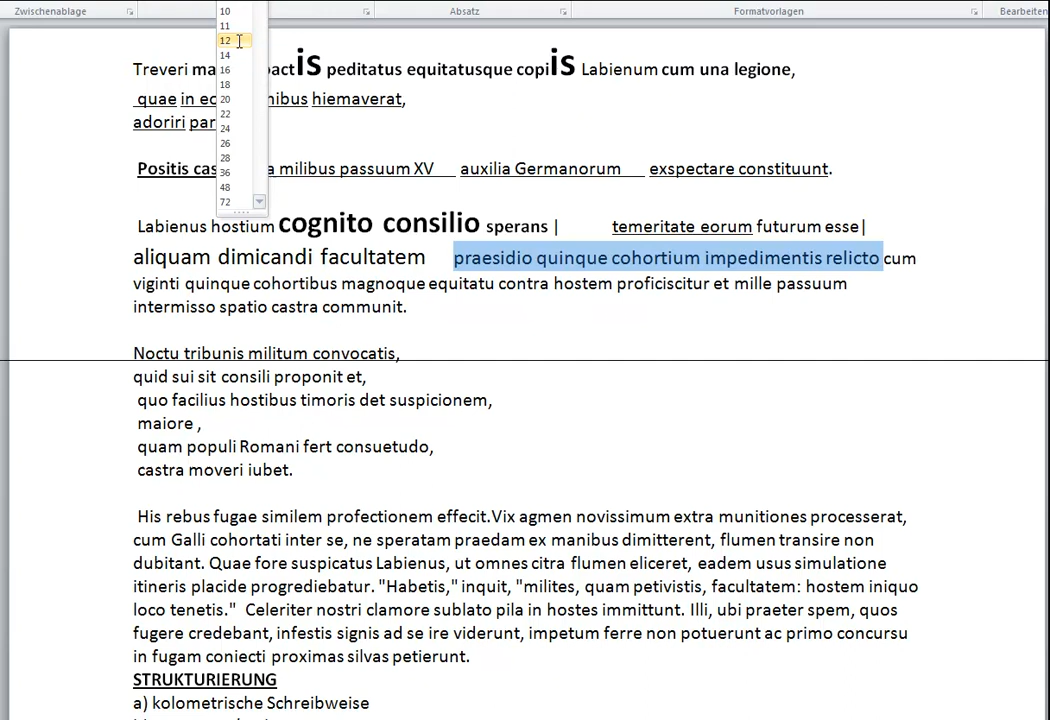 Zwischenablage Absatz Formatvorlagen Bearbeiten
10
11
12
14
16
18
20
22
24
26
28
36
48
72
Treveri peditatus equitatusque copiis Labienum cum una legione,
quae in hiemaverat,
adoriri
Positis milibus passuum XV auxilia Germanorum exspectare constituunt.
Labienus hostium cognito consilio sperans | temeritate eorum futurum esse|
aliquam dimicandi facultatem praesidio quinque cohortium impedimentis relicto cum
viginti quinque cohortibus magnoque equitatu contra hostem proficiscitur et mille passuum
intermisso spatio castra communit.
Noctu tribunis militum convocatis,
quid sui sit consili proponit et,
quo facilius hostibus timoris det suspicionem,
maiore ,
quam populi Romani fert consuetudo,
castra moveri iubet.
His rebus fugae similem profectionem effecit.Vix agmen novissimum extra munitiones processerat,
cum Galli cohortati inter se, ne speratam praedam ex manibus dimitterent, flumen transire non
dubitant. Quae fore suspicatus Labienus, ut omnes citra flumen eliceret, eadem usus simulatione
itineris placide progrediebatur. "Habetis," inquit, "milites, quam petivistis, facultatem: hostem iniquo
loco tenetis." Celeriter nostri clamore sublato pila in hostes immittunt. Illi, ubi praeter spem, quos
fugere credebant, infestis signis ad se ire viderunt, impetum ferre non potuerunt ac primo concursu
in fugam coniecti proximas silvas petierunt.
STRUKTURIERUNG
a) kolometrische Schreibweise